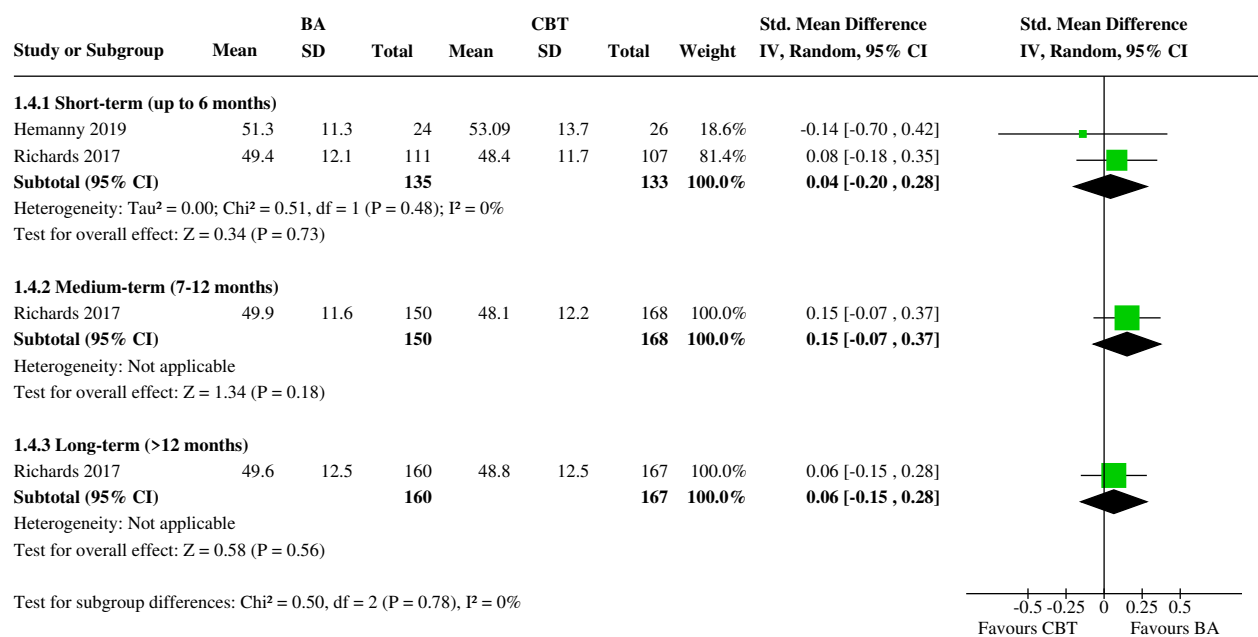 BA CBT Std. Mean Difference Std. Mean Difference
Study or Subgroup Mean SD Total Mean SD Total Weight IV, Random, 95% CI IV, Random, 95% CI
1.4.1 Short-term (up to 6 months)
Hemanny 2019 51.3 11.3 24 53.09 13.7 26 18.6% -0.14 [-0.70 , 0.42]
Richards 2017 49.4 12.1 111 48.4 11.7 107 81.4% 0.08 [-0.18 , 0.35]
Subtotal (95% CI) 135 133 100.0% 0.04 [-0.20 , 0.28]
Heterogeneity: Tau² = 0.00; Chi² = 0.51, df = 1 (P = 0.48); I² = 0%
Test for overall effect: Z = 0.34 (P = 0.73)
1.4.2 Medium-term (7-12 months)
Richards 2017 49.9 11.6 150 48.1 12.2 168 100.0% 0.15 [-0.07 , 0.37]
Subtotal (95% CI) 150 168 100.0% 0.15 [-0.07 , 0.37]
Heterogeneity: Not applicable
Test for overall effect: Z = 1.34 (P = 0.18)
1.4.3 Long-term (>12 months)
Richards 2017 49.6 12.5 160 48.8 12.5 167 100.0% 0.06 [-0.15 , 0.28]
Subtotal (95% CI) 160 167 100.0% 0.06 [-0.15 , 0.28]
Heterogeneity: Not applicable
Test for overall effect: Z = 0.58 (P = 0.56)
Test for subgroup differences: Chi² = 0.50, df = 2 (P = 0.78), I² = 0%
-0.5 -0.25 0 0.25 0.5
Favours CBT Favours BA